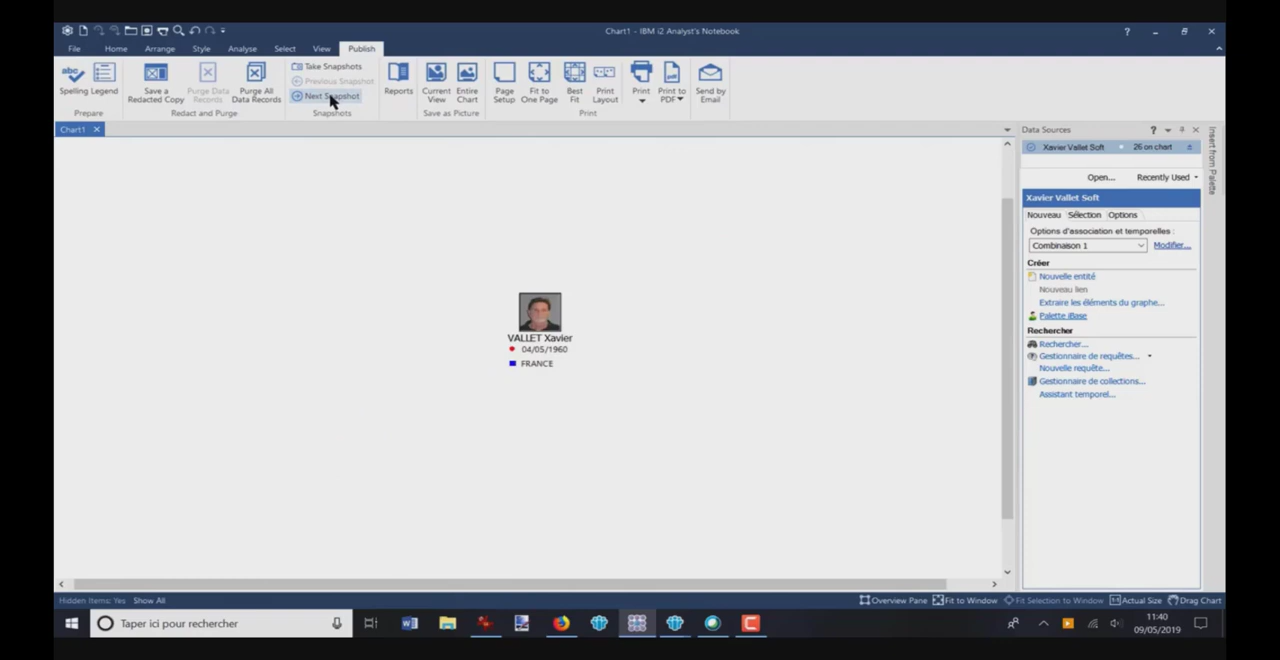 Chart1 - IBM i2 Analyst's Notebook
File Home Arrange Style Analyse Select View Publish
Spelling Legend
Prepare
Save a Redacted Copy
Purge Data Records
Purge All Data Records
Redact and Purge
Take Snapshots
Previous Snapshot
Next Snapshot
Snapshots
Reports
Current View
Entire Chart
Save as Picture
Page Setup
Fit to One Page
Best Fit
Print Layout
Print
Print to PDF
Print
Send by Email
Chart1
VALLET Xavier
04/05/1960
FRANCE
Data Sources
Xavier Vallet Soft 26 on chart
Open... Recently Used
Xavier Vallet Soft
Nouveau Sélection Options
Options d'association et temporelles :
Combinaison 1 Modifier...
Créer
Nouvelle entité
Nouveau lien
Extraire les éléments du graphe...
Palette iBase
Rechercher
Rechercher...
Gestionnaire de requêtes...
Nouvelle requête...
Gestionnaire de collections...
Assistant temporel...
Insert from Palette
Hidden Items: Yes Show All
Overview Pane Fit to Window Fit Selection to Window Actual Size Drag Chart
Taper ici pour rechercher
11:40
09/05/2019